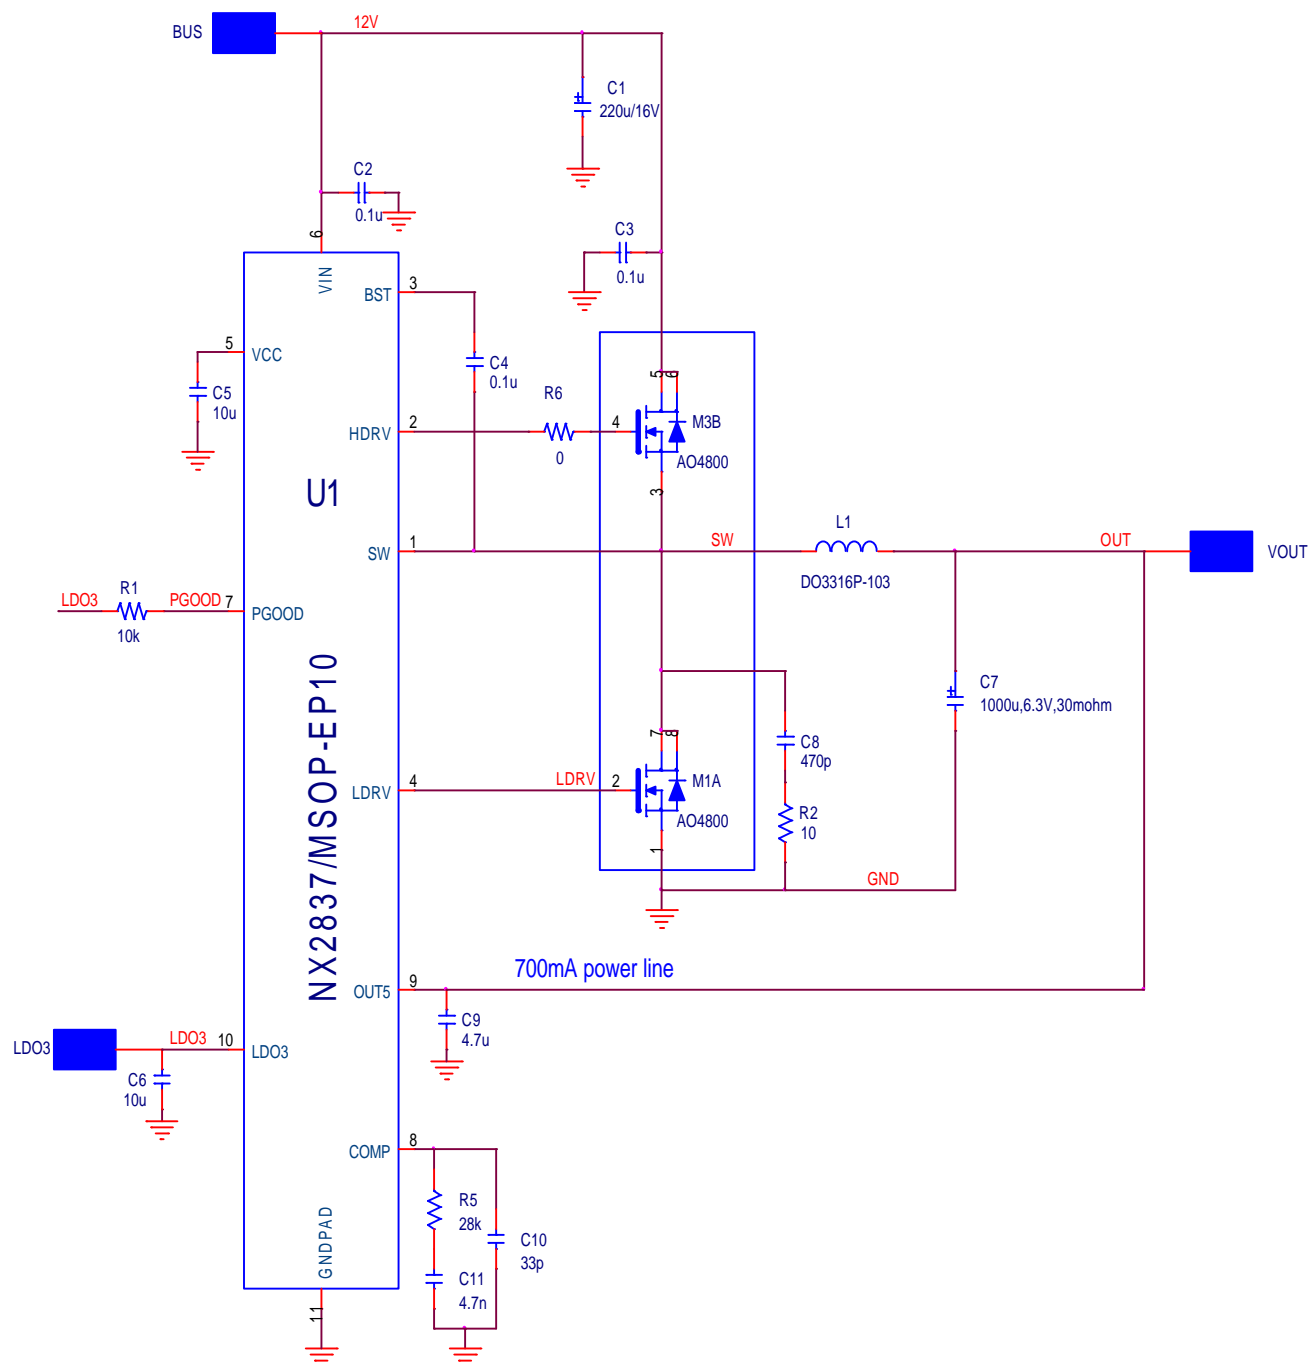 BUS
12V
C1
220u/16V
C2
0.1u
6
VIN
C3
0.1u
3
BST
5
VCC
C4
0.1u
C5
10u
5
6
R6
0
2
HDRV
4
M3B
AO4800
3
U1
1
SW
SW
L1
DO3316P-103
OUT
VOUT
LDO3
R1
10k
PGOOD
7
PGOOD
NX2837/MSOP-EP10
C7
1000u,6.3V,30mohm
7
8
C8
470p
4
LDRV
LDRV
2
M1A
AO4800
R2
10
1
GND
700mA power line
9
OUT5
C9
4.7u
LDO3
LDO3
10
LDO3
C6
10u
8
COMP
R5
28k
C10
33p
C11
4.7n
GNDPAD
11